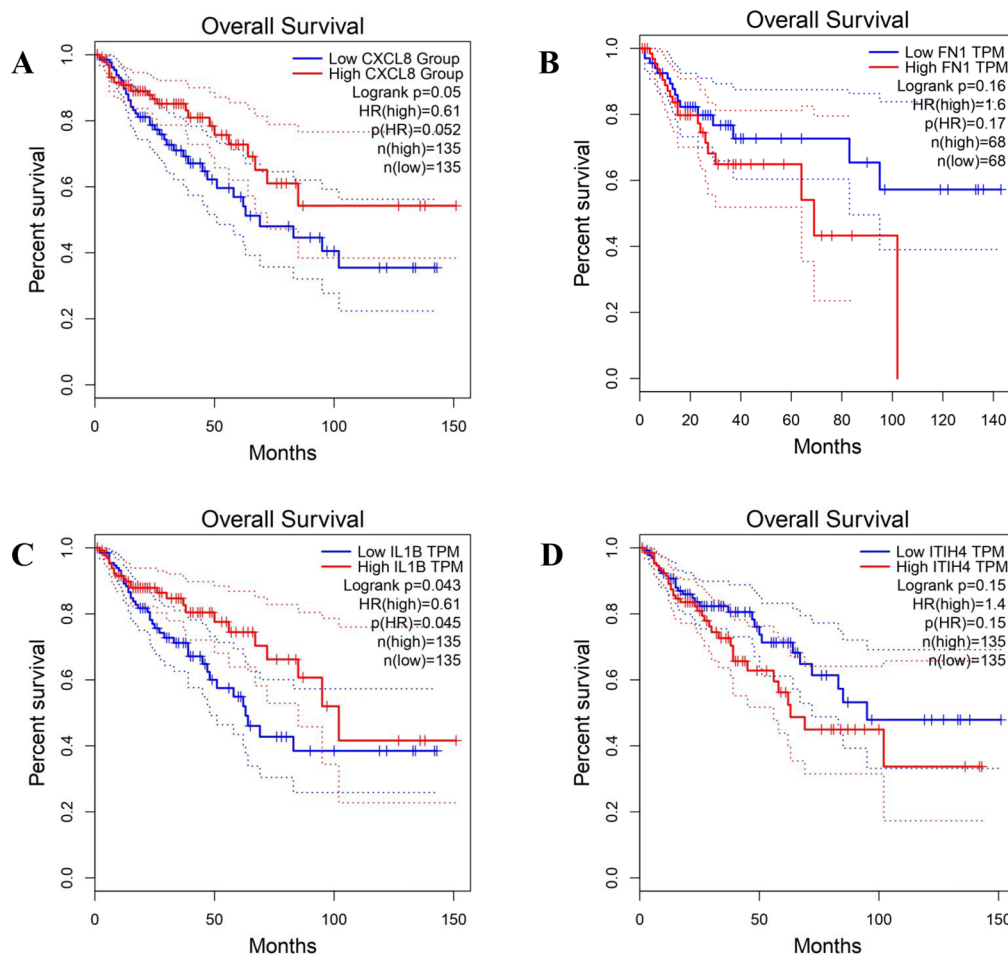 A
Overall Survival
Low CXCL8 Group
High CXCL8 Group
Logrank p=0.05
HR(high)=0.61
p(HR)=0.052
n(high)=135
n(low)=135
Percent survival
1.0
0.8
0.6
0.4
0.2
0.0
0 50 100 150
Months
B
Overall Survival
Low FN1 TPM
High FN1 TPM
Logrank p=0.16
HR(high)=1.6
p(HR)=0.17
n(high)=68
n(low)=68
Percent survival
1.0
0.8
0.6
0.4
0.2
0.0
0 20 40 60 80 100 120 140
Months
C
Overall Survival
Low IL1B TPM
High IL1B TPM
Logrank p=0.043
HR(high)=0.61
p(HR)=0.045
n(high)=135
n(low)=135
Percent survival
1.0
0.8
0.6
0.4
0.2
0.0
0 50 100 150
Months
D
Overall Survival
Low ITIH4 TPM
High ITIH4 TPM
Logrank p=0.15
HR(high)=1.4
p(HR)=0.15
n(high)=135
n(low)=135
Percent survival
1.0
0.8
0.6
0.4
0.2
0.0
0 50 100 150
Months